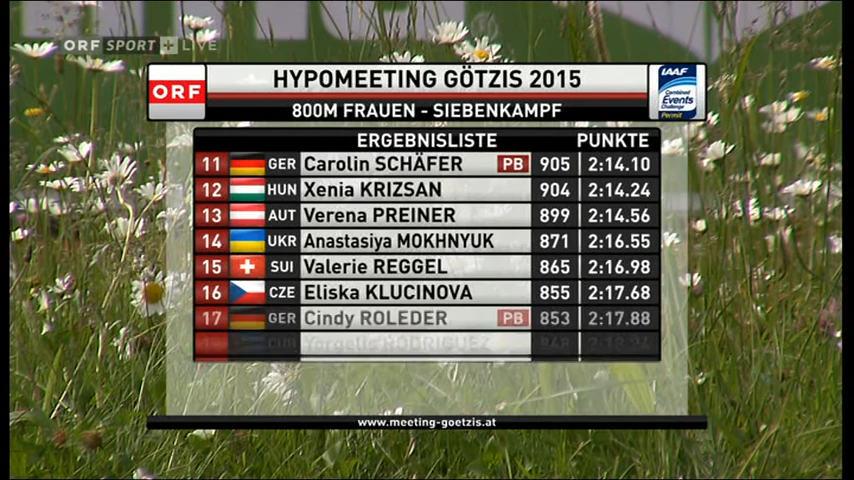 ORF SPORT + LIVE
HYPOMEETING GÖTZIS 2015
ORF
IAAF
Combined
Events
Challenge
Permit
800M FRAUEN - SIEBENKAMPF
ERGEBNISLISTE PUNKTE
11 GER Carolin SCHÄFER PB 905 2:14.10
12 HUN Xenia KRIZSAN 904 2:14.24
13 AUT Verena PREINER 899 2:14.56
14 UKR Anastasiya MOKHNYUK 871 2:16.55
15 SUI Valerie REGGEL 865 2:16.98
16 CZE Eliska KLUCINOVA 855 2:17.68
17 GER Cindy ROLEDER PB 853 2:17.88
CUB Yorgelis RODRIGUEZ 848
www.meeting-goetzis.at